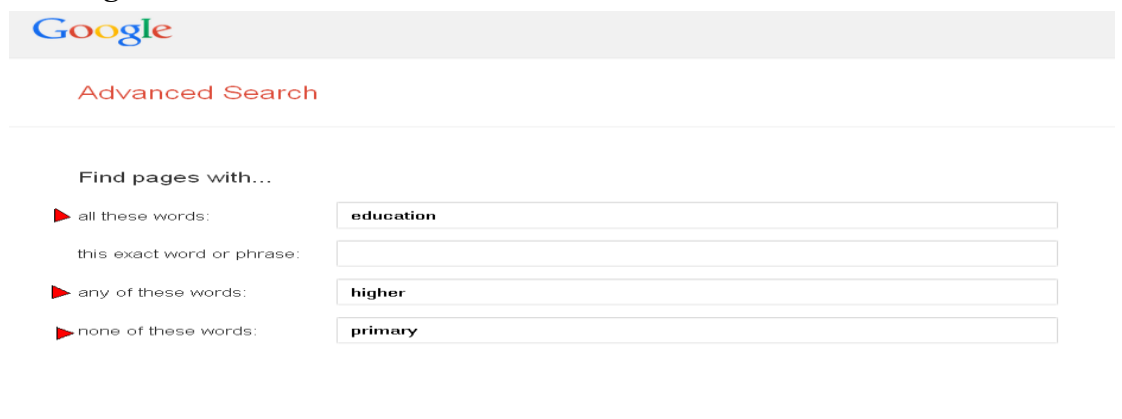 Google
Advanced Search
Find pages with...
all these words: education
this exact word or phrase:
any of these words: higher
none of these words: primary